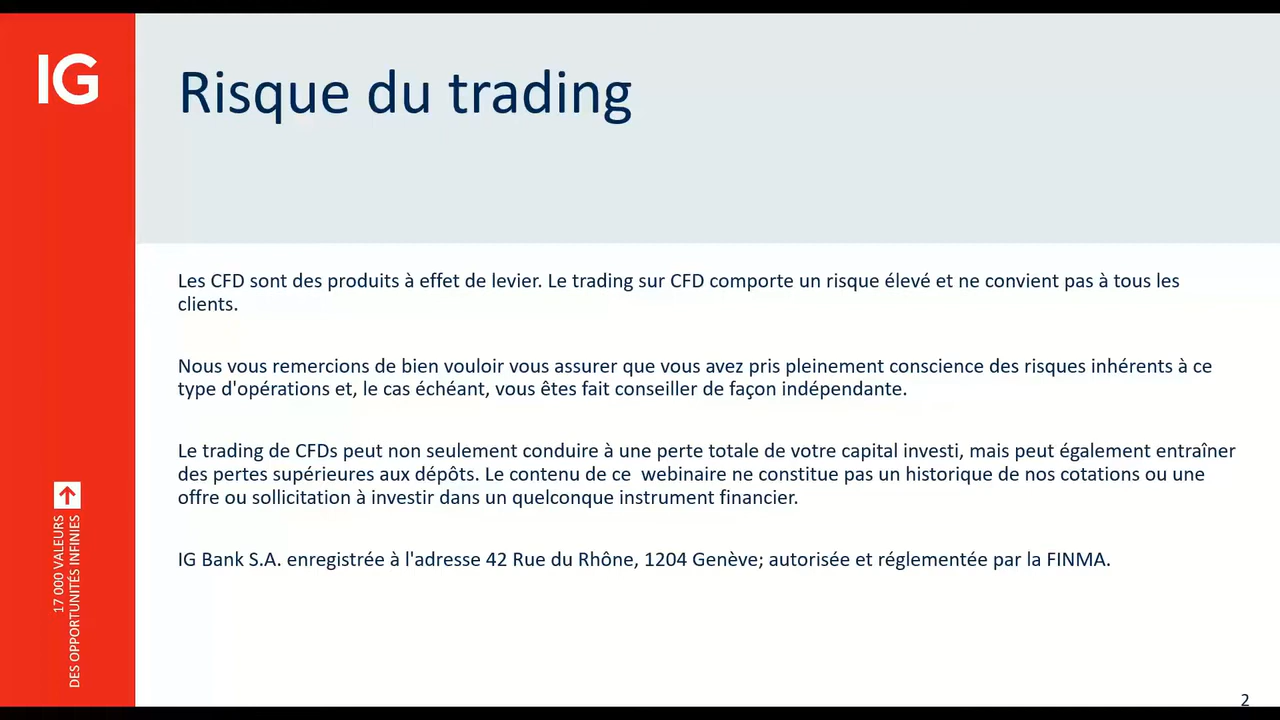 IG
Risque du trading
Les CFD sont des produits à effet de levier. Le trading sur CFD comporte un risque élevé et ne convient pas à tous les
clients.
Nous vous remercions de bien vouloir vous assurer que vous avez pris pleinement conscience des risques inhérents à ce
type d'opérations et, le cas échéant, vous êtes fait conseiller de façon indépendante.
Le trading de CFDs peut non seulement conduire à une perte totale de votre capital investi, mais peut également entraîner
des pertes supérieures aux dépôts. Le contenu de ce  webinaire ne constitue pas un historique de nos cotations ou une
offre ou sollicitation à investir dans un quelconque instrument financier.
IG Bank S.A. enregistrée à l'adresse 42 Rue du Rhône, 1204 Genève; autorisée et réglementée par la FINMA.
17 000 VALEURS
DES OPPORTUNITÉS INFINIES
2